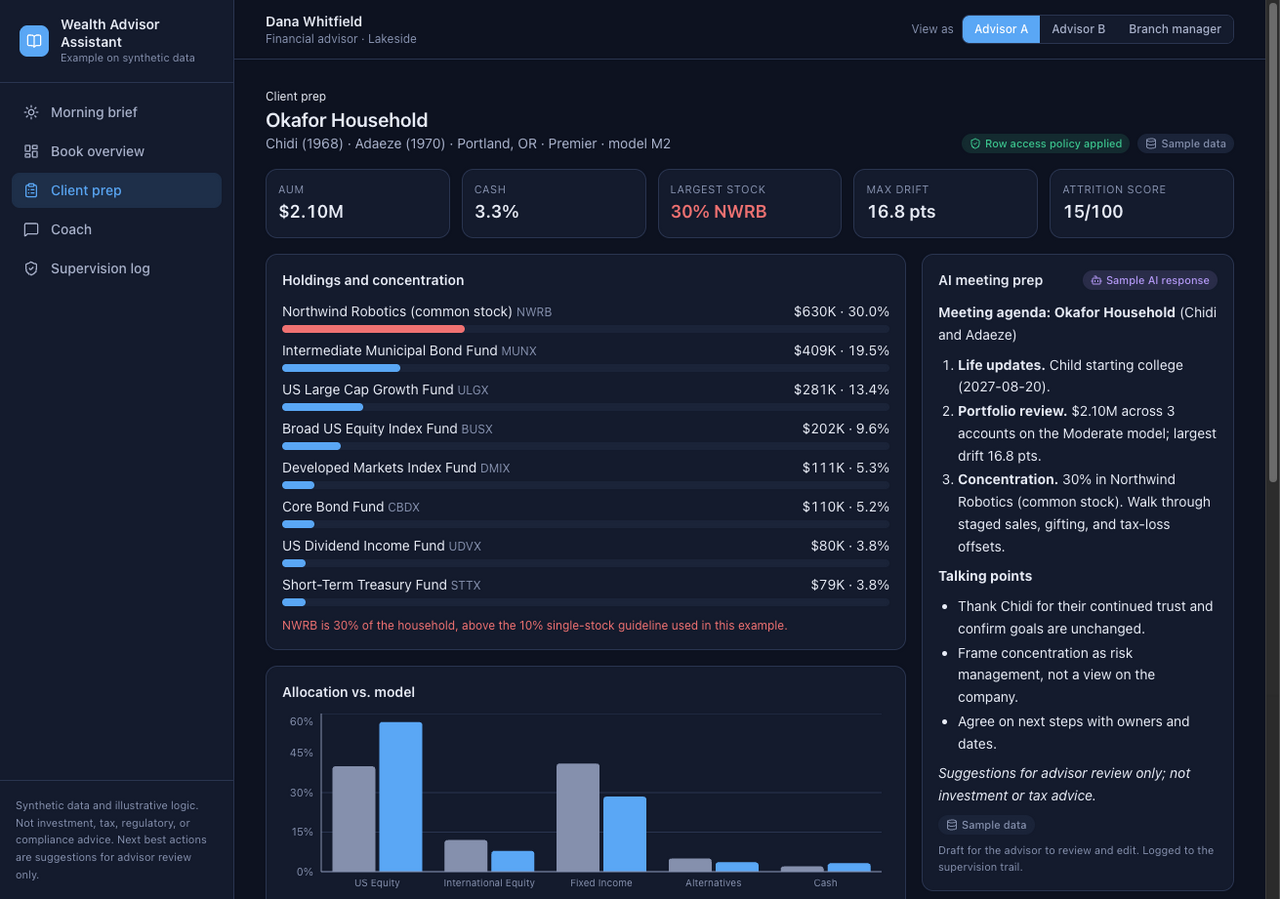 Wealth Advisor
Assistant
Example on synthetic data
Morning brief
Book overview
Client prep
Coach
Supervision log
Synthetic data and illustrative logic.
Not investment, tax, regulatory, or
compliance advice. Next best actions
are suggestions for advisor review
only.
Dana Whitfield
Financial advisor · Lakeside
View as
Advisor A
Advisor B
Branch manager
Client prep
Okafor Household
Chidi (1968) · Adaeze (1970) · Portland, OR · Premier · model M2
Row access policy applied
Sample data
AUM
$2.10M
CASH
3.3%
LARGEST STOCK
30% NWRB
MAX DRIFT
16.8 pts
ATTRITION SCORE
15/100
Holdings and concentration
Northwind Robotics (common stock) NWRB $630K · 30.0%
Intermediate Municipal Bond Fund MUNX $409K · 19.5%
US Large Cap Growth Fund ULGX $281K · 13.4%
Broad US Equity Index Fund BUSX $202K · 9.6%
Developed Markets Index Fund DMIX $111K · 5.3%
Core Bond Fund CBDX $110K · 5.2%
US Dividend Income Fund UDVX $80K · 3.8%
Short-Term Treasury Fund STTX $79K · 3.8%
NWRB is 30% of the household, above the 10% single-stock guideline used in this example.
Allocation vs. model
60%
45%
30%
15%
0%
US Equity
International Equity
Fixed Income
Alternatives
Cash
AI meeting prep
Sample AI response
Meeting agenda: Okafor Household (Chidi
and Adaeze)
1. Life updates. Child starting college
(2027-08-20).
2. Portfolio review. $2.10M across 3
accounts on the Moderate model; largest
drift 16.8 pts.
3. Concentration. 30% in Northwind
Robotics (common stock). Walk through
staged sales, gifting, and tax-loss
offsets.
Talking points
• Thank Chidi for their continued trust and
confirm goals are unchanged.
• Frame concentration as risk
management, not a view on the
company.
• Agree on next steps with owners and
dates.
Suggestions for advisor review only; not
investment or tax advice.
Sample data
Draft for the advisor to review and edit. Logged to the
supervision trail.